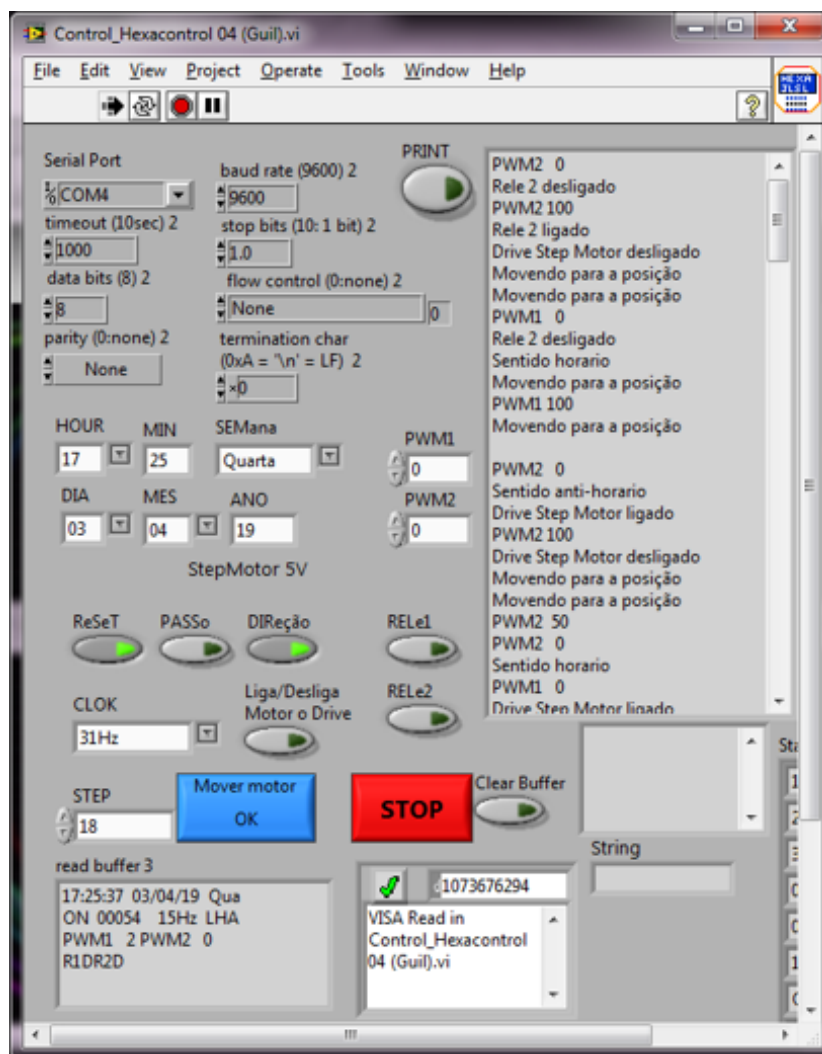 Control_Hexacontrol 04 (Guil).vi
File Edit View Project Operate Tools Window Help
HEXA
JLSL
Serial Port
COM4
timeout (10sec) 2
1000
data bits (8) 2
8
parity (0:none) 2
None
baud rate (9600) 2
9600
stop bits (10: 1 bit) 2
1.0
flow control (0:none) 2
None 0
termination char
(0xA = '\n' = LF) 2
×0
PRINT
PWM2 0
Rele 2 desligado
PWM2 100
Rele 2 ligado
Drive Step Motor desligado
Movendo para a posição
Movendo para a posição
PWM1 0
Rele 2 desligado
Sentido horario
Movendo para a posição
PWM1 100
Movendo para a posição
PWM2 0
Sentido anti-horario
Drive Step Motor ligado
PWM2 100
Drive Step Motor desligado
Movendo para a posição
Movendo para a posição
PWM2 50
PWM2 0
Sentido horario
PWM1 0
Drive Step Motor ligado
HOUR MIN SEMana
17 25 Quarta
DIA MES ANO
03 04 19
PWM1
0
PWM2
0
StepMotor 5V
ReSeT PASSo DIReção RELe1
CLOK
31Hz
Liga/Desliga
Motor o Drive
RELe2
STEP
18
Mover motor
OK
STOP
Clear Buffer
String
read buffer 3
17:25:37 03/04/19 Qua
ON 00054 15Hz LHA
PWM1 2 PWM2 0
R1DR2D
1073676294
VISA Read in
Control_Hexacontrol
04 (Guil).vi